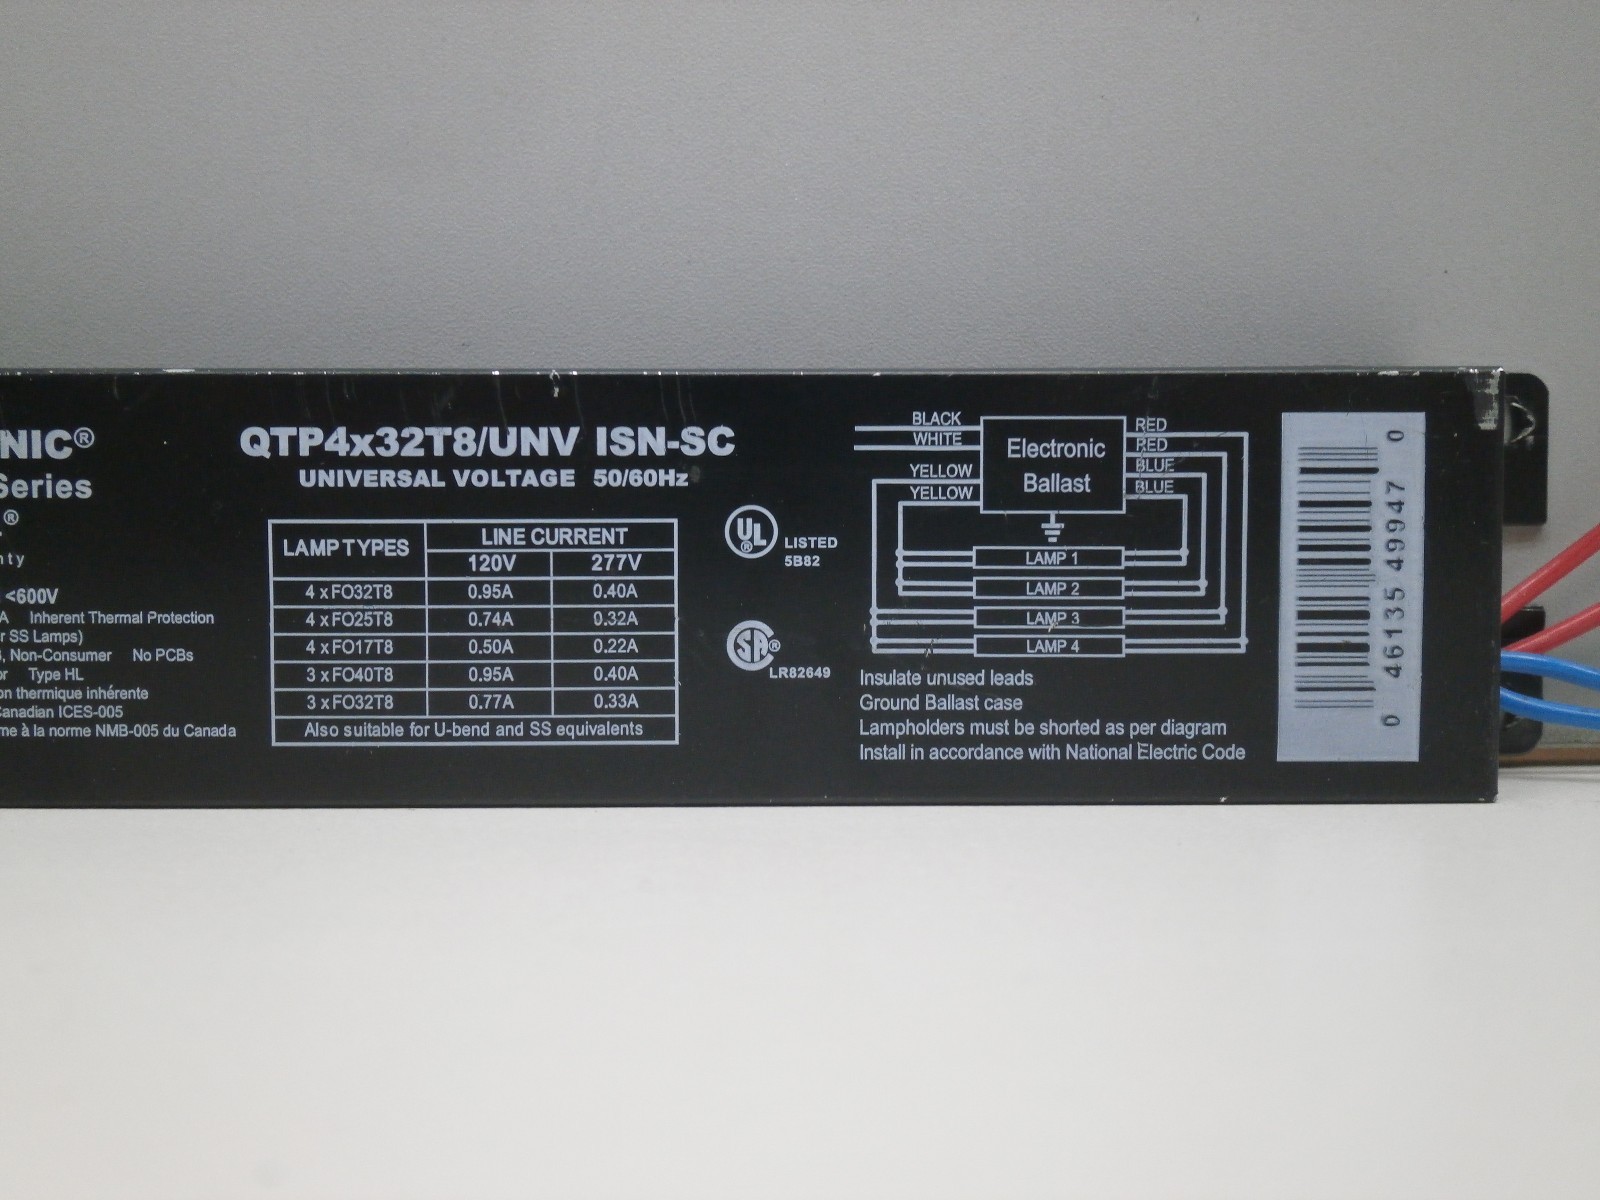 NIC®
Series
®
nty
<600V
A Inherent Thermal Protection
r SS Lamps)
, Non-Consumer No PCBs
or Type HL
on thermique inhérente
Canadian ICES-005
me à la norme NMB-005 du Canada
QTP4x32T8/UNV ISN-SC
UNIVERSAL VOLTAGE 50/60Hz
LAMP TYPES LINE CURRENT
120V 277V
4 x FO32T8 0.95A 0.40A
4 x FO25T8 0.74A 0.32A
4 x FO17T8 0.50A 0.22A
3 x FO40T8 0.95A 0.40A
3 x FO32T8 0.77A 0.33A
Also suitable for U-bend and SS equivalents
UL ® LISTED
5B82
SA ®
LR82649
BLACK
WHITE
YELLOW
YELLOW
Electronic
Ballast
RED
RED
BLUE
BLUE
LAMP 1
LAMP 2
LAMP 3
LAMP 4
Insulate unused leads
Ground Ballast case
Lampholders must be shorted as per diagram
Install in accordance with National Electric Code
0 46135 49947 0